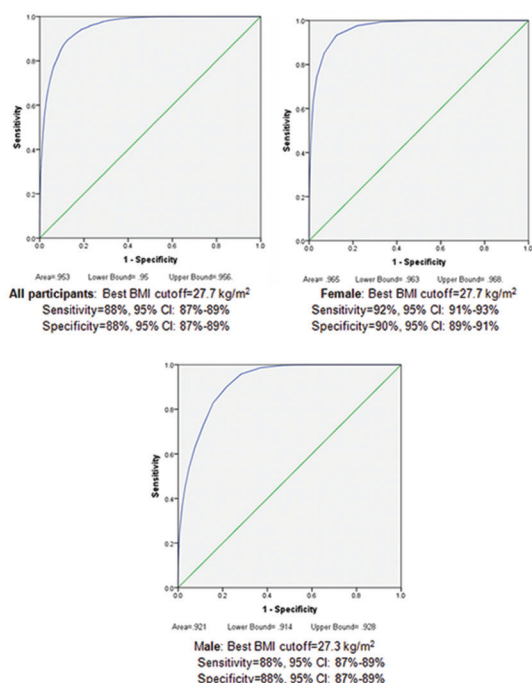 1.0
0.8
0.6
0.4
0.2
0.0
Sensitivity
0.0 0.2 0.4 0.6 0.8 1.0
1 - Specificity
Area=.953 Lower Bound= .95 Upper Bound=.956.
All participants: Best BMI cutoff=27.7 kg/m²
Sensitivity=88%, 95% CI: 87%-89%
Specificity=88%, 95% CI: 87%-89%
1.0
0.8
0.6
0.4
0.2
0.0
Sensitivity
0.0 0.2 0.4 0.6 0.8 1.0
1 - Specificity
Area= .965 Lower Bound= .963 Upper Bound= .968.
Female: Best BMI cutoff=27.7 kg/m²
Sensitivity=92%, 95% CI: 91%-93%
Specificity=90%, 95% CI: 89%-91%
1.0
0.8
0.6
0.4
0.2
0.0
Sensitivity
0.0 0.2 0.4 0.6 0.8 1.0
1 - Specificity
Area=.921 Lower Bound= .914 Upper Bound= .928
Male: Best BMI cutoff=27.3 kg/m²
Sensitivity=88%, 95% CI: 87%-89%
Specificity=88%, 95% CI: 87%-89%